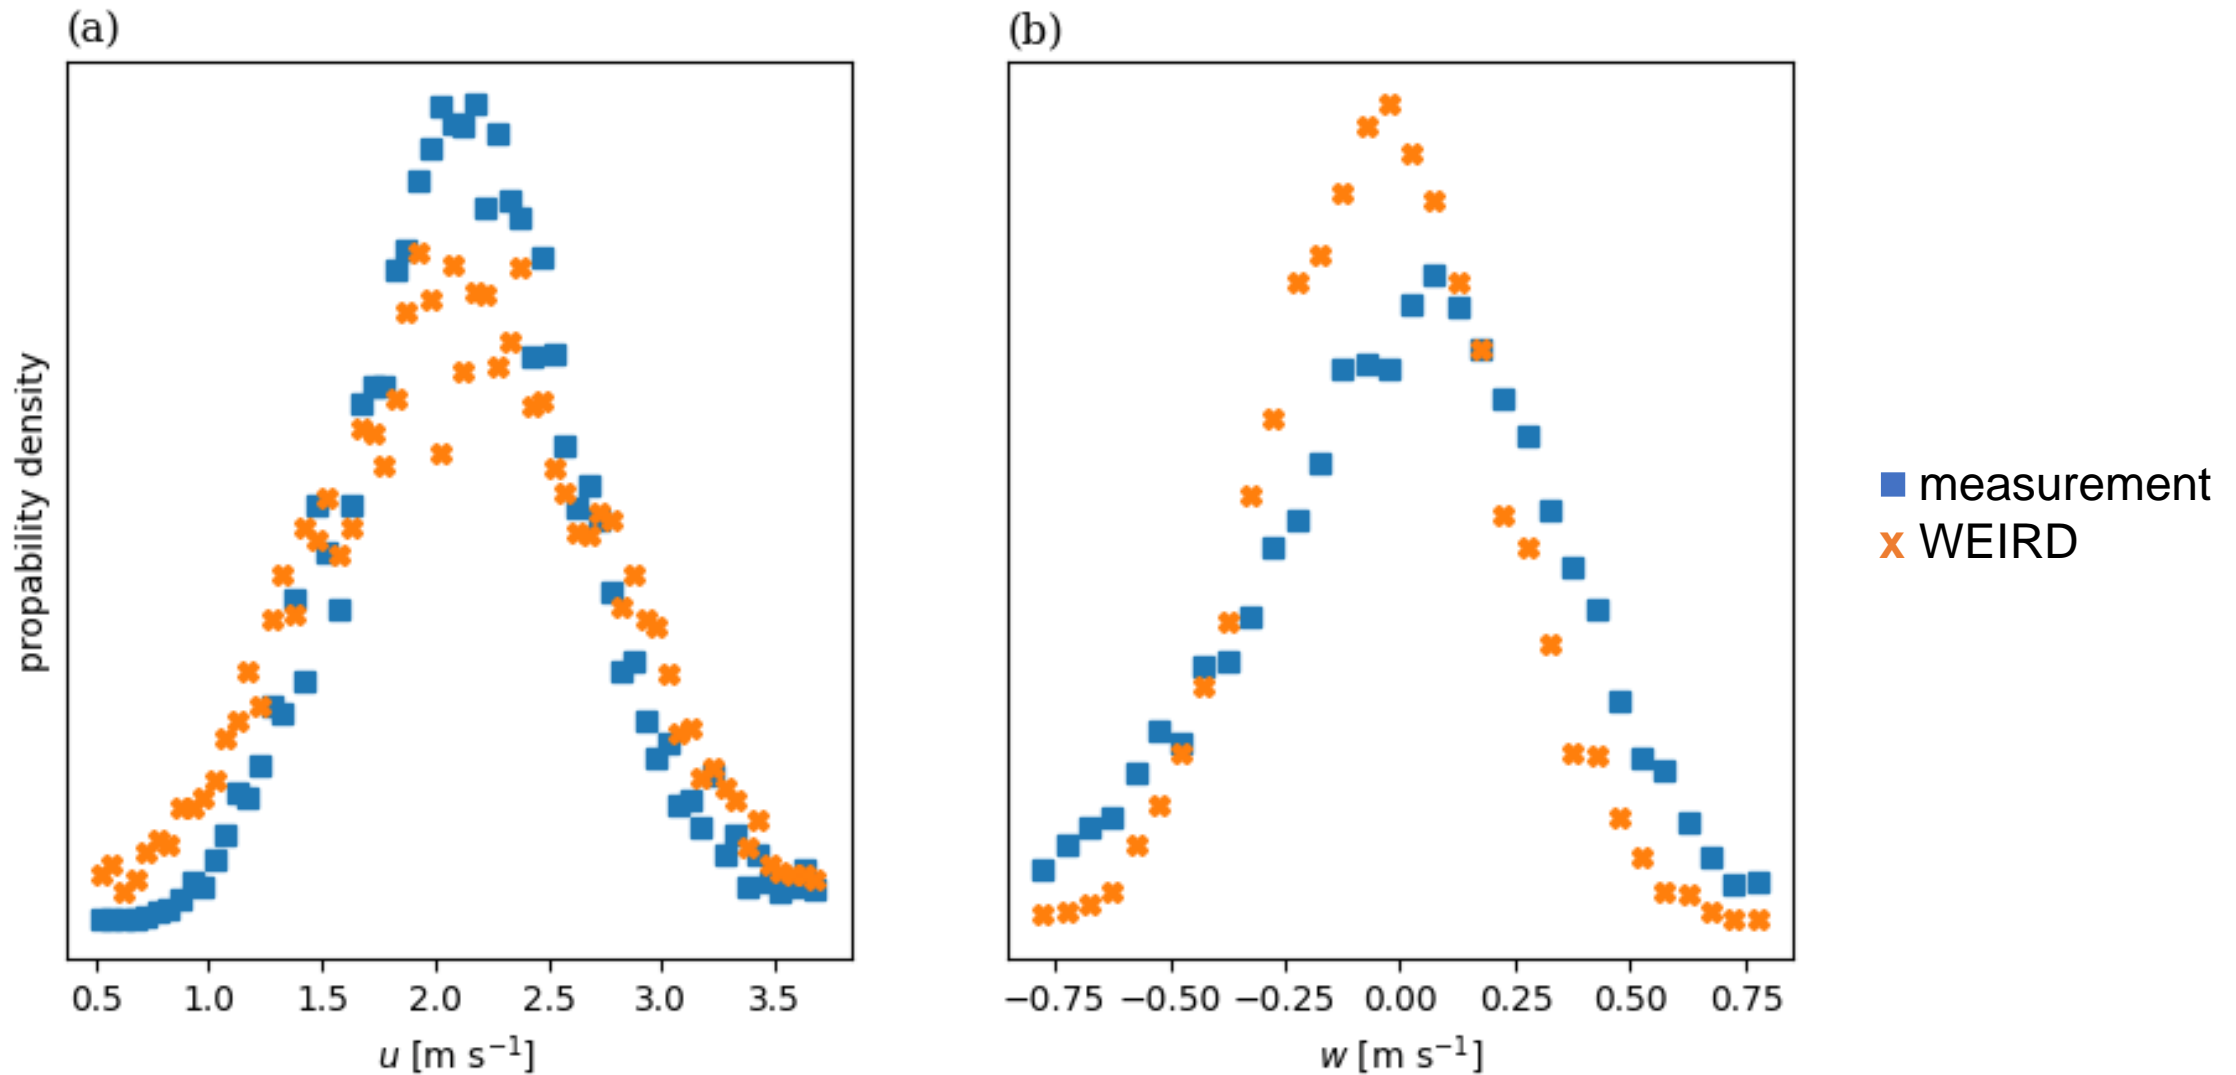 (a)
(b)
propability density
0.5 1.0 1.5 2.0 2.5 3.0 3.5
u [m s⁻¹]
−0.75 −0.50 −0.25 0.00 0.25 0.50 0.75
w [m s⁻¹]
measurement
x WEIRD